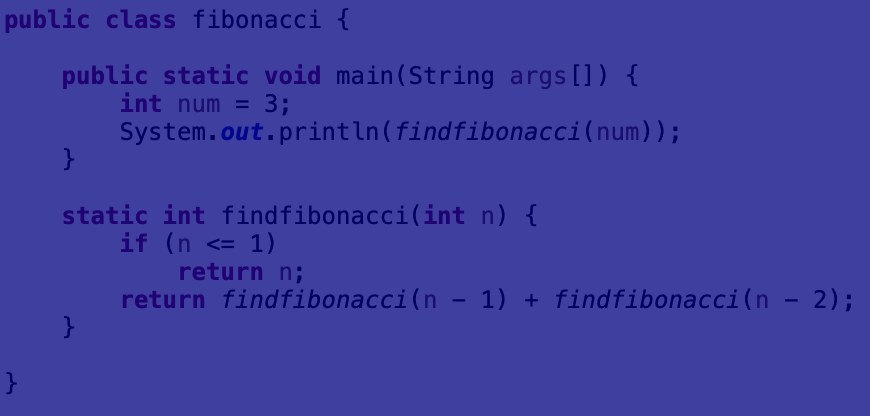 public class fibonacci {
    public static void main(String args[]) {
        int num = 3;
        System.out.println(findfibonacci(num));
    }
    static int findfibonacci(int n) {
        if (n <= 1)
            return n;
        return findfibonacci(n - 1) + findfibonacci(n - 2);
    }
}